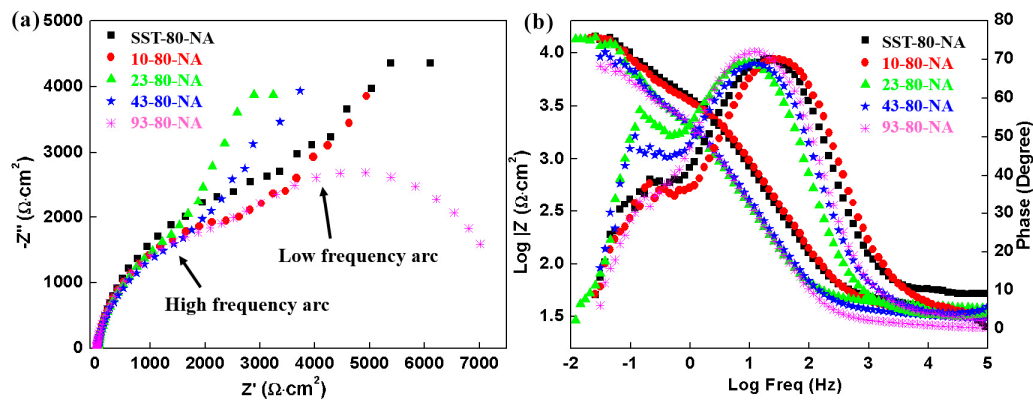 (a)
5000
4000
3000
2000
1000
0
-Z'' (Ω·cm²)
SST-80-NA
10-80-NA
23-80-NA
43-80-NA
93-80-NA
Low frequency arc
High frequency arc
0 1000 2000 3000 4000 5000 6000 7000
Z' (Ω·cm²)
(b)
4.0
3.5
3.0
2.5
2.0
1.5
Log |Z| (Ω·cm²)
SST-80-NA
10-80-NA
23-80-NA
43-80-NA
93-80-NA
80
70
60
50
40
30
20
10
0
Phase (Degree)
-2 -1 0 1 2 3 4 5
Log Freq (Hz)